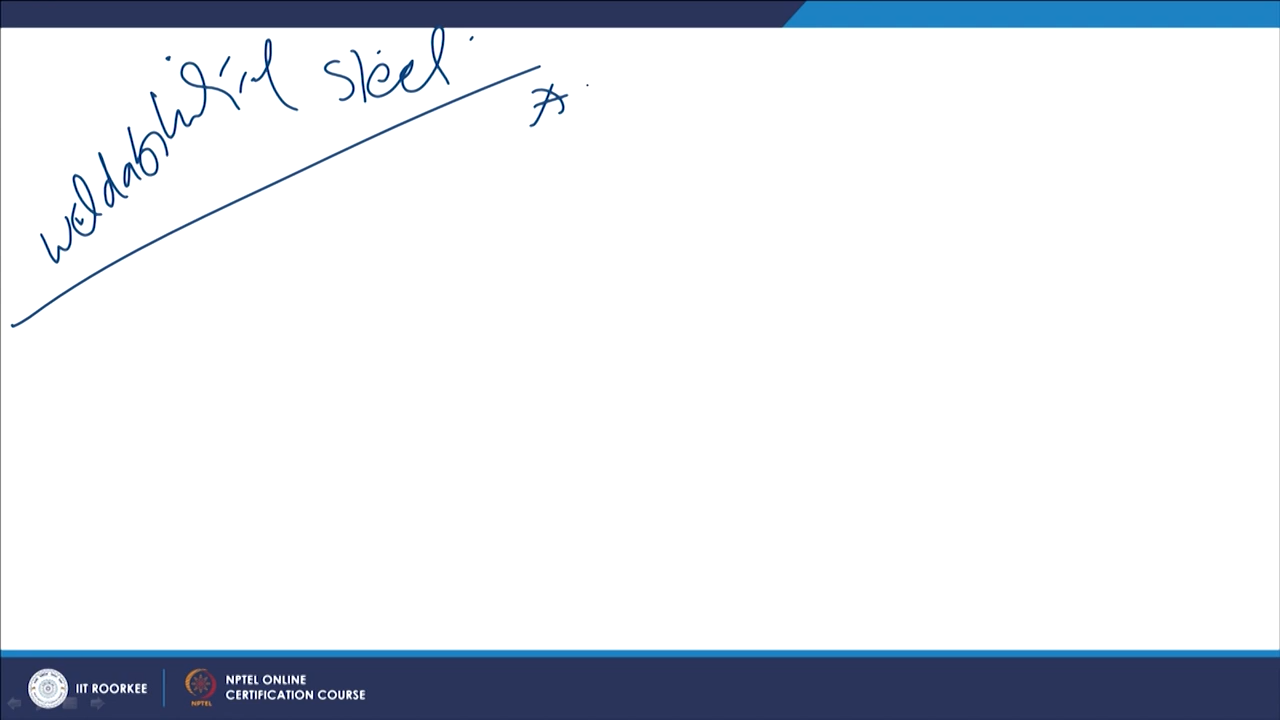 weldability of steel
IIT ROORKEE
NPTEL ONLINE
CERTIFICATION COURSE